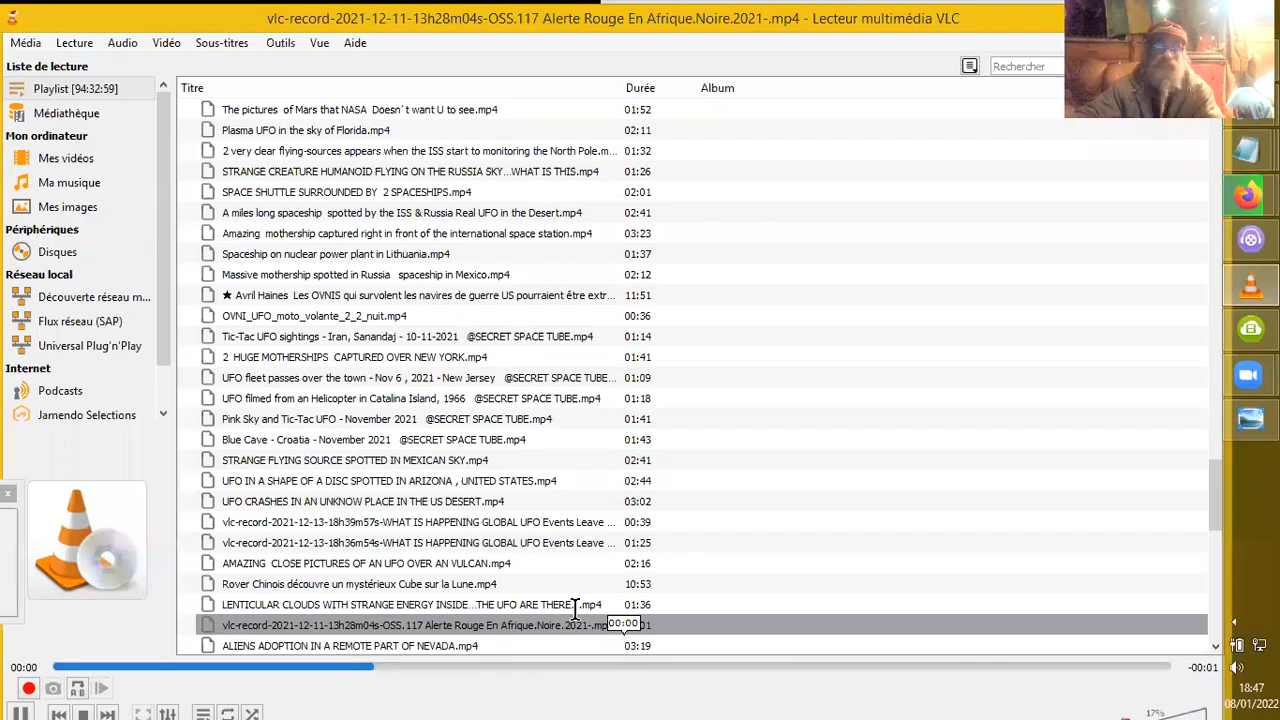 vlc-record-2021-12-11-13h28m04s-OSS.117 Alerte Rouge En Afrique.Noire.2021-.mp4 - Lecteur multimédia VLC
Média Lecture Audio Vidéo Sous-titres Outils Vue Aide
Liste de lecture
Rechercher
Playlist [94:32:59]
Médiathèque
Mon ordinateur
Mes vidéos
Ma musique
Mes images
Périphériques
Disques
Réseau local
Découverte réseau m...
Flux réseau (SAP)
Universal Plug'n'Play
Internet
Podcasts
Jamendo Selections
Titre Durée Album
The pictures of Mars that NASA Doesn´t want U to see.mp4 01:52
Plasma UFO in the sky of Florida.mp4 02:11
2 very clear flying-sources appears when the ISS start to monitoring the North Pole.m... 01:32
STRANGE CREATURE HUMANOID FLYING ON THE RUSSIA SKY...WHAT IS THIS.mp4 01:26
SPACE SHUTTLE SURROUNDED BY 2 SPACESHIPS.mp4 02:01
A miles long spaceship spotted by the ISS & Russia Real UFO in the Desert.mp4 02:41
Amazing mothership captured right in front of the international space station.mp4 03:23
Spaceship on nuclear power plant in Lithuania.mp4 01:37
Massive mothership spotted in Russia spaceship in Mexico.mp4 02:12
★ Avril Haines Les OVNIS qui survolent les navires de guerre US pourraient être extr... 11:51
OVNI_UFO_moto_volante_2_2_nuit.mp4 00:36
Tic-Tac UFO sightings - Iran, Sanandaj - 10-11-2021 @SECRET SPACE TUBE.mp4 01:14
2 HUGE MOTHERSHIPS CAPTURED OVER NEW YORK.mp4 01:41
UFO fleet passes over the town - Nov 6 , 2021 - New Jersey @SECRET SPACE TUBE... 01:09
UFO filmed from an Helicopter in Catalina Island, 1966 @SECRET SPACE TUBE.mp4 01:18
Pink Sky and Tic-Tac UFO - November 2021 @SECRET SPACE TUBE.mp4 01:41
Blue Cave - Croatia - November 2021 @SECRET SPACE TUBE.mp4 01:43
STRANGE FLYING SOURCE SPOTTED IN MEXICAN SKY.mp4 02:41
UFO IN A SHAPE OF A DISC SPOTTED IN ARIZONA , UNITED STATES.mp4 02:44
UFO CRASHES IN AN UNKNOW PLACE IN THE US DESERT.mp4 03:02
vlc-record-2021-12-13-18h39m57s-WHAT IS HAPPENING GLOBAL UFO Events Leave ... 00:39
vlc-record-2021-12-13-18h36m54s-WHAT IS HAPPENING GLOBAL UFO Events Leave ... 01:25
AMAZING CLOSE PICTURES OF AN UFO OVER AN VULCAN.mp4 02:16
Rover Chinois découvre un mystérieux Cube sur la Lune.mp4 10:53
LENTICULAR CLOUDS WITH STRANGE ENERGY INSIDE...THE UFO ARE THERE .mp4 01:36
vlc-record-2021-12-11-13h28m04s-OSS.117 Alerte Rouge En Afrique.Noire.2021-.mp 00:00
ALIENS ADOPTION IN A REMOTE PART OF NEVADA.mp4 03:19
00:00 -00:01
17%
18:47
08/01/2022